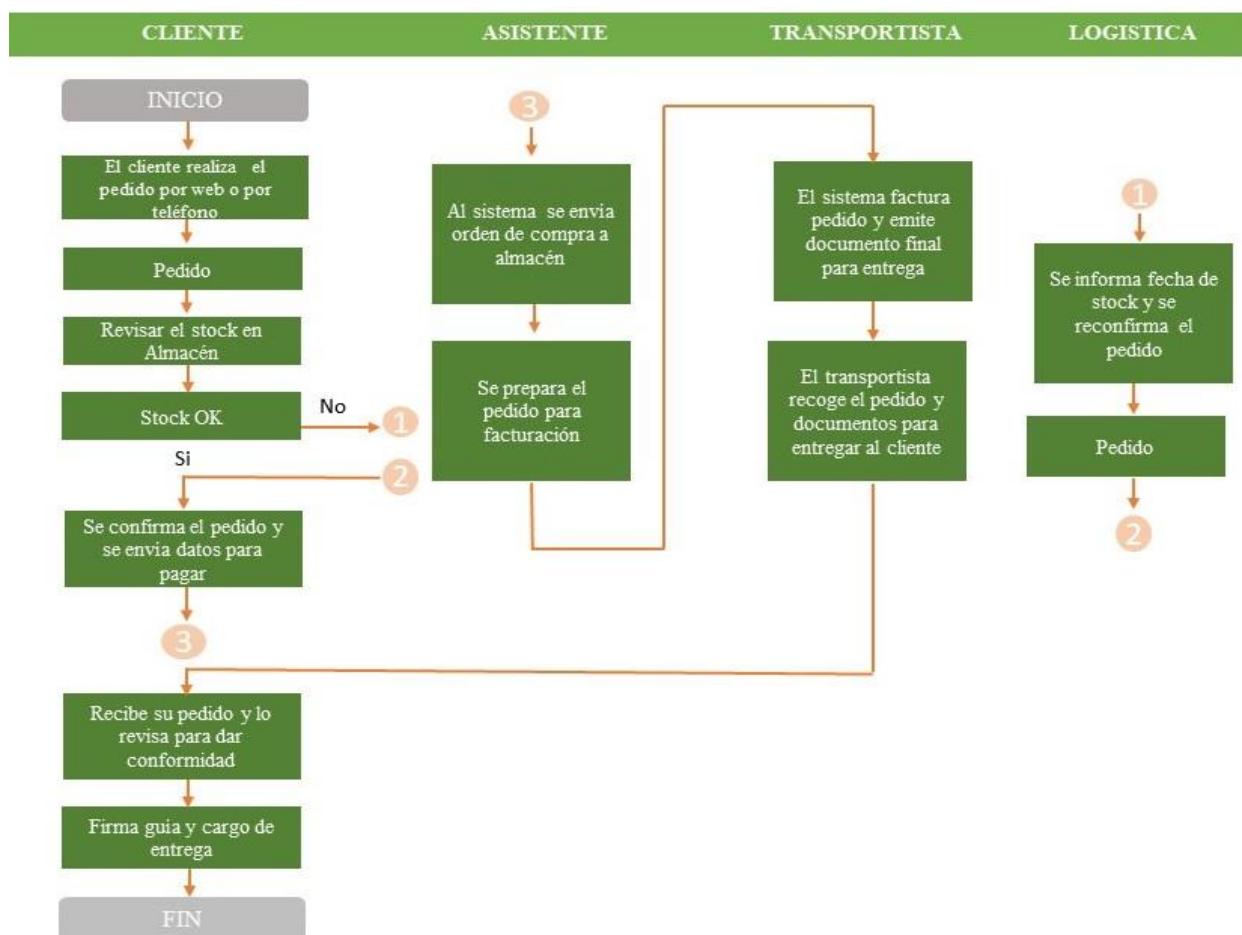 CLIENTE
ASISTENTE
TRANSPORTISTA
LOGISTICA
INICIO
El cliente realiza el
pedido por web o por
teléfono
Pedido
Revisar el stock en
Almacén
Stock OK
No
1
Si
2
Se confirma el pedido y
se envia datos para
pagar
3
Recibe su pedido y lo
revisa para dar
conformidad
Firma guia y cargo de
entrega
FIN
3
Al sistema se envia
orden de compra a
almacén
Se prepara el
pedido para
facturación
El sistema factura
pedido y emite
documento final
para entrega
El transportista
recoge el pedido y
documentos para
entregar al cliente
1
Se informa fecha de
stock y se
reconfirma el
pedido
Pedido
2